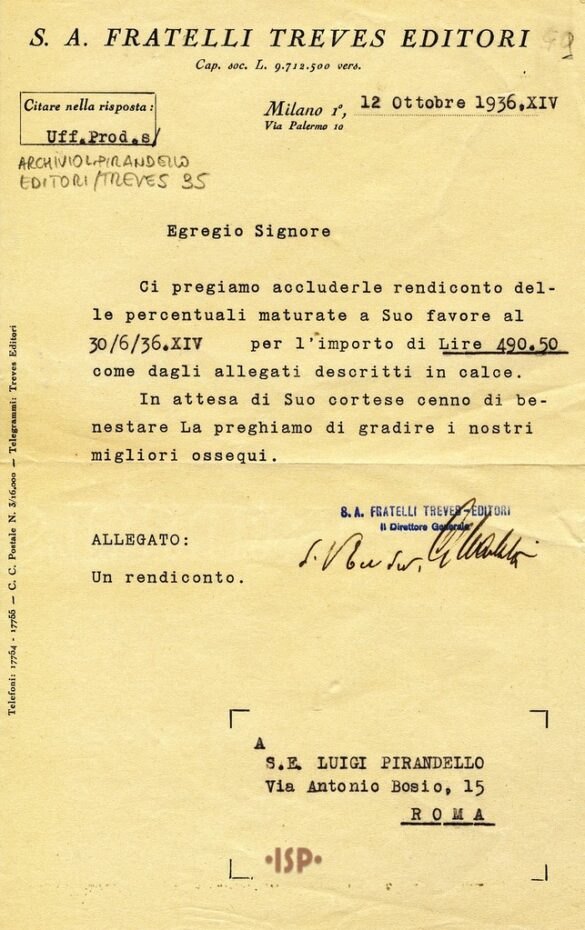 S. A. FRATELLI TREVES EDITORI
Cap. soc. L. 9.712.500 vers.
Citare nella risposta:
Uff.Prod.s/
Milano 1º, 12 Ottobre 1936.XIV
Via Palermo 10
ARCHIVIO L. PIRANDELLO
EDITORI/TREVES 35
Egregio Signore
Ci pregiamo accluderle rendiconto del-
le percentuali maturate a Suo favore al
30/6/36.XIV per l'importo di Lire 490.50
come dagli allegati descritti in calce.
In attesa di Suo cortese cenno di be-
nestare La preghiamo di gradire i nostri
migliori ossequi.
S. A. FRATELLI TREVES-EDITORI
Il Direttore Generale
ALLEGATO:
Un rendiconto.
Telefoni: 17764 - 17766 — C. C. Postale N. 3/16,000 — Telegrammi: Treves Editori
A
S.E. LUIGI PIRANDELLO
Via Antonio Bosio, 15
ROMA
•ISP•